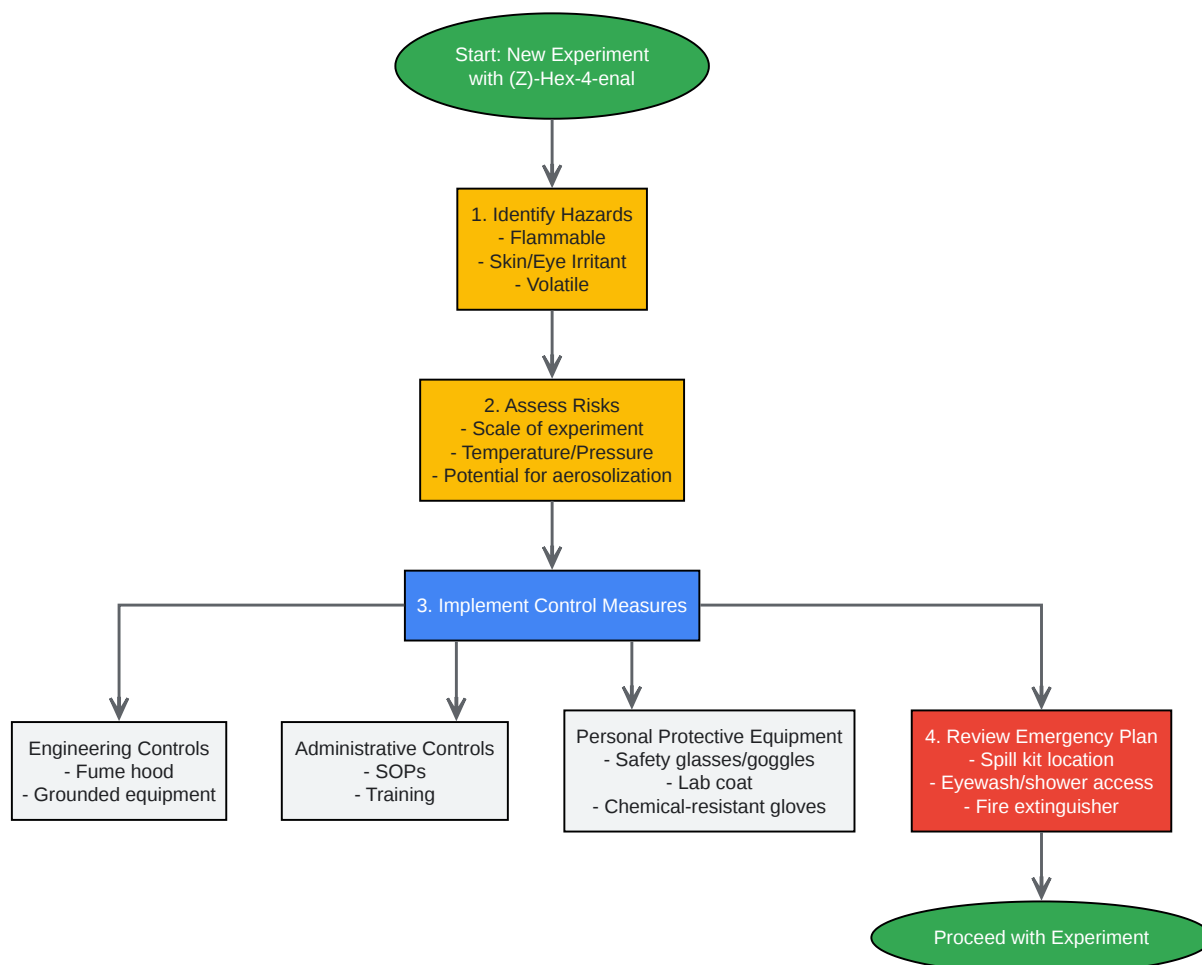 Start: New Experiment
with (Z)-Hex-4-enal
1. Identify Hazards
- Flammable
- Skin/Eye Irritant
- Volatile
2. Assess Risks
- Scale of experiment
- Temperature/Pressure
- Potential for aerosolization
3. Implement Control Measures
Engineering Controls
- Fume hood
- Grounded equipment
Administrative Controls
- SOPs
- Training
Personal Protective Equipment
- Safety glasses/goggles
- Lab coat
- Chemical-resistant gloves
4. Review Emergency Plan
- Spill kit location
- Eyewash/shower access
- Fire extinguisher
Proceed with Experiment